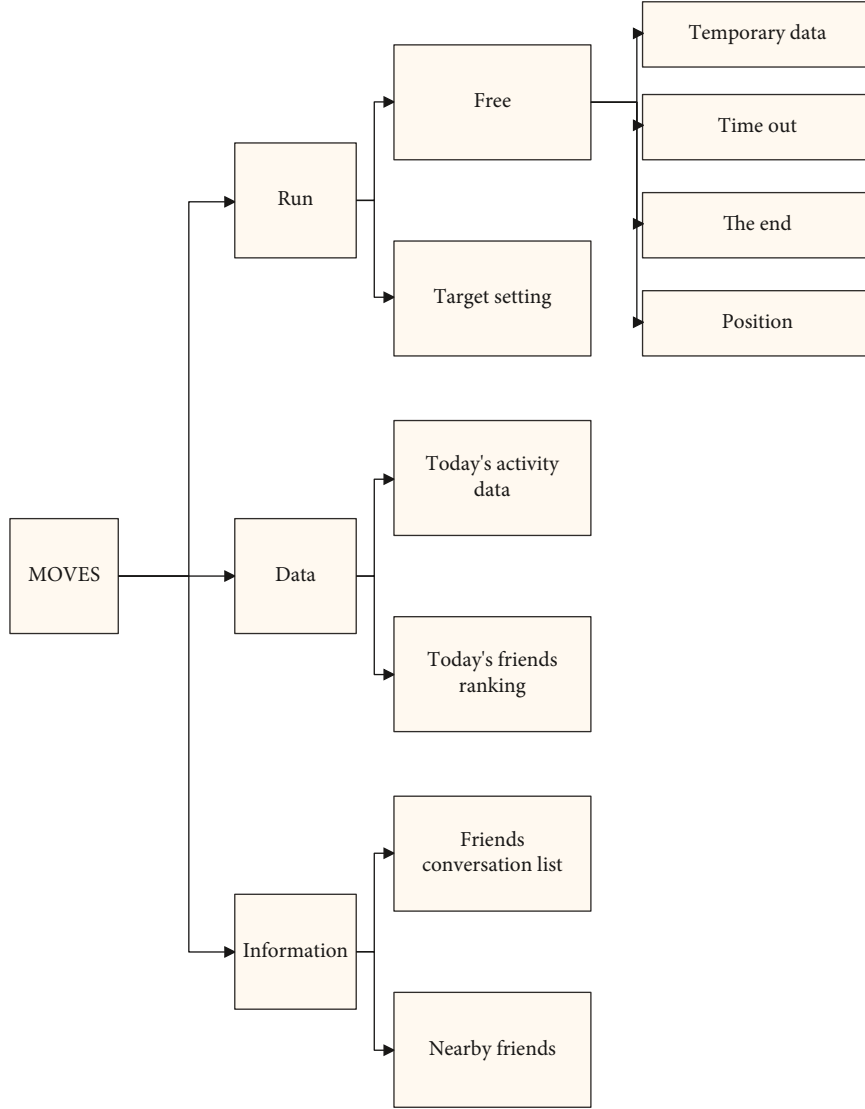 Temporary data
Free
Time out
Run
The end
Target setting
Position
Today's activity
data
MOVES
Data
Today's friends
ranking
Friends
conversation list
Information
Nearby friends